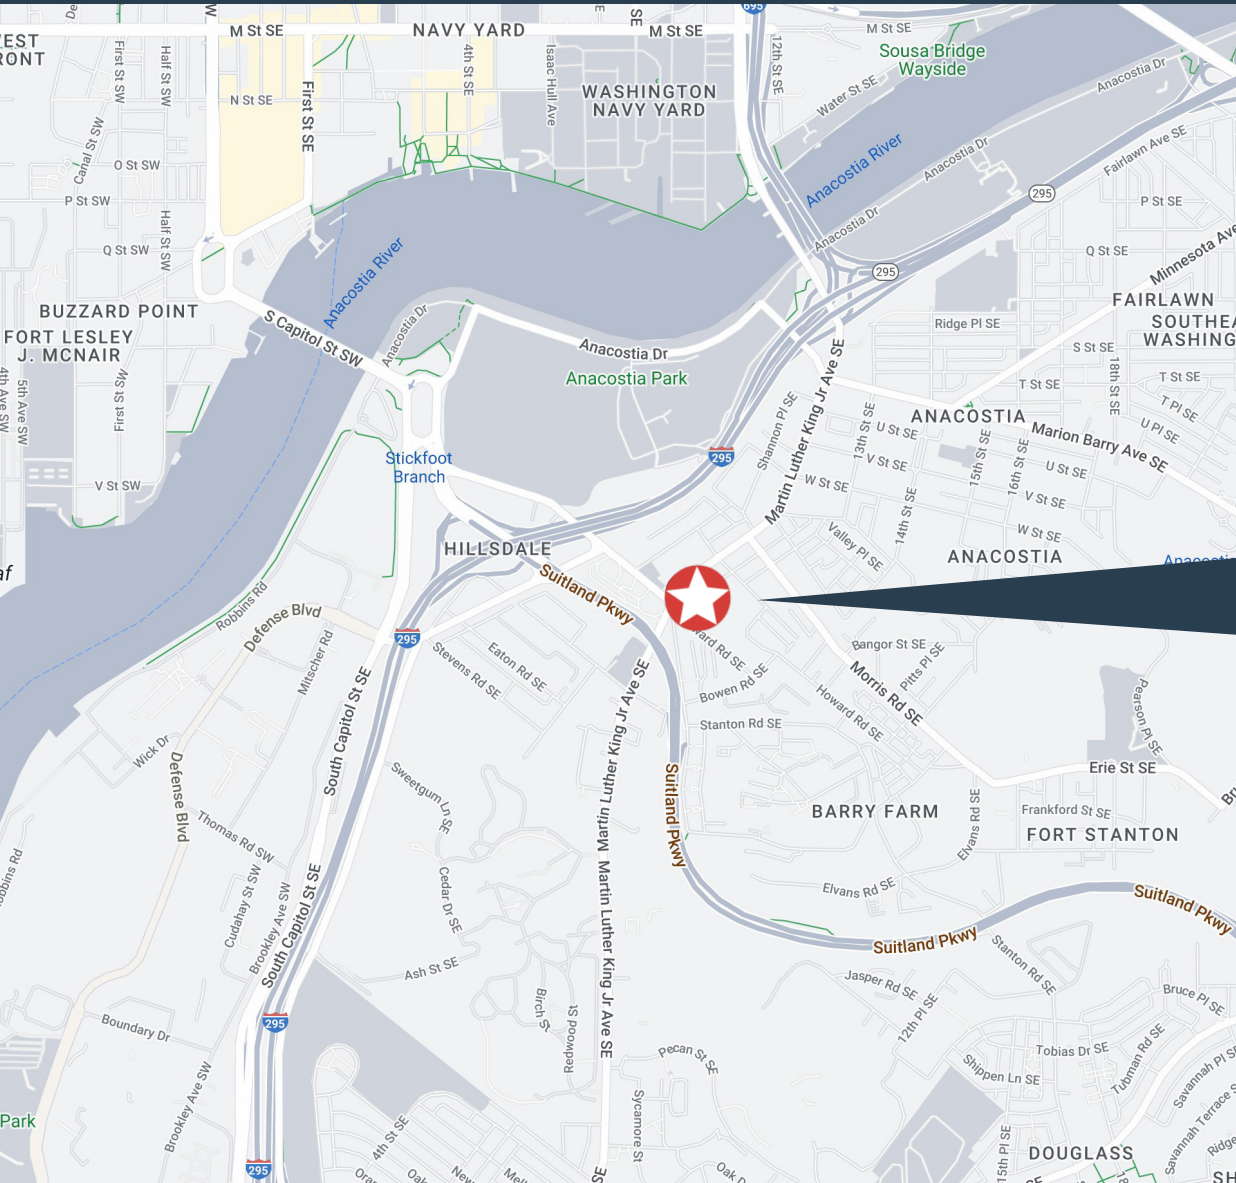 695
M St SE
NAVY YARD
M St SE
M St SE
SE
First St SW
Half St SW
4th St SE
Isaac Hull Ave
12th St SE
Sousa Bridge
Wayside
Anacostia Dr
WASHINGTON
NAVY YARD
Water St SE
N St SE
First St SE
Canal St SW
O St SW
P St SW
Half St SW
Q St SW
Anacostia River
Anacostia Dr
Fairlawn Ave SE
295
P St SE
Q St SE
Minnesota Ave
Anacostia Dr
295
Anacostia River
BUZZARD POINT
FORT LESLEY
J. MCNAIR
S Capitol St SW
Anacostia Dr
Anacostia Dr
Anacostia Park
FAIRLAWN
Ridge Pl SE
S St SE
T St SE
18th St SE
T St SE
T Pl SE
U Pl SE
4th Ave SW
5th Ave SW
First St SW
V St SW
Stickfoot
Branch
295
Shannon Pl SE
Martin Luther King Jr Ave SE
13th St SE
U St SE
V St SE
W St SE
ANACOSTIA
Marion Barry Ave SE
15th St SE
16th St SE
U St SE
V St SE
W St SE
14th St SE
Valley Pl SE
HILLSDALE
ANACOSTIA
Suitland Pkwy
Robbins Rd
Defense Blvd
Mitscher Rd
295
Stevens Rd SE
Eaton Rd SE
Bowen Rd SE
Stanton Rd SE
Bangor St SE
Pitts Pl SE
Morris Rd SE
Howard Rd SE
Pearson Pl SE
Erie St SE
South Capitol St SE
Martin Luther King Jr Ave SE
Suitland Pkwy
Wick Dr
Defense Blvd
Sweetgum Ln SE
BARRY FARM
Frankford St SE
FORT STANTON
Elvans Rd SE
Thomas Rd SW
Cudahay St SW
Brookley Ave SW
South Capitol St SE
Cedar Dr SE
Martin Luther King Jr Ave SE
Elvans Rd SE
Suitland Pkwy
Suitland Pkwy
Ash St SE
Birch St
Redwood St
Jasper Rd SE
12th Pl SE
Stanton Rd SE
Bruce Pl SE
295
Boundary Dr
Pecan St SE
Tobias Dr SE
Shippen Ln SE
Tubman Rd SE
Savannah Pl SE
Brookley Ave SW
Park
4th St SE
Sycamore St
DOUGLASS
15th Pl SE
295
SE